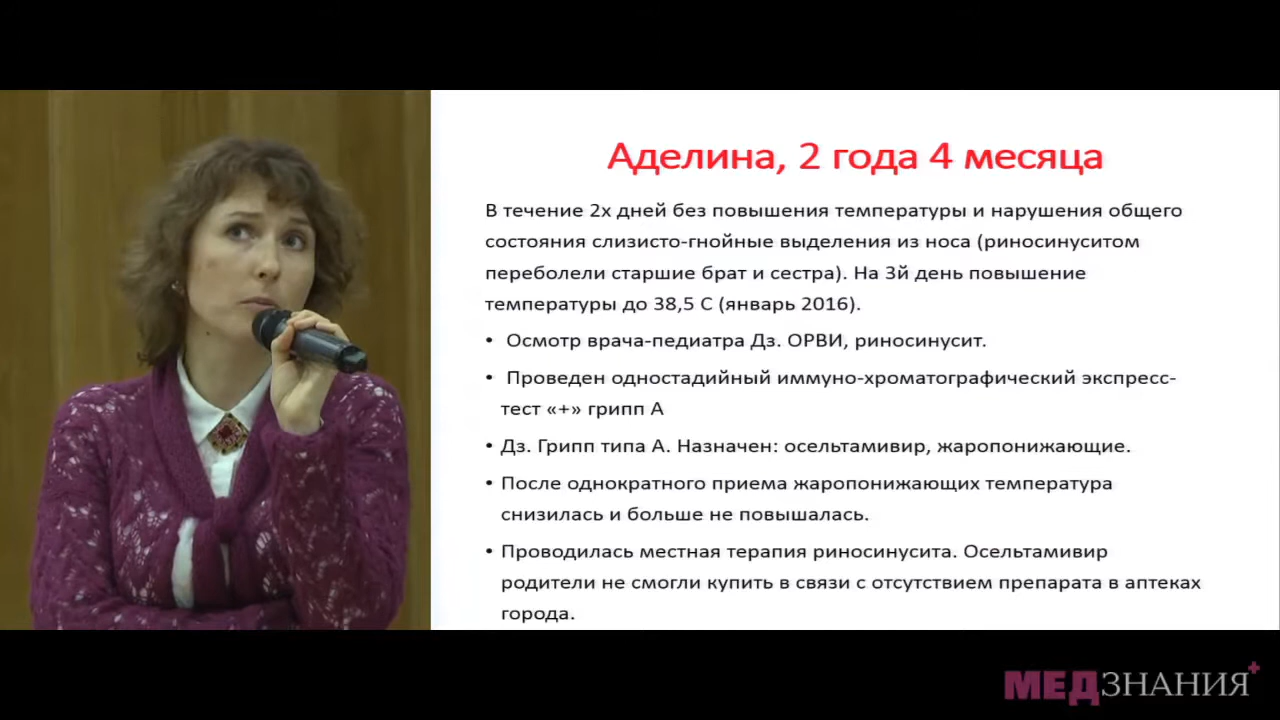 Аделина, 2 года 4 месяца
В течение 2х дней без повышения температуры и нарушения общего
состояния слизисто-гнойные выделения из носа (риносинуситом
переболели старшие брат и сестра). На 3й день повышение
температуры до 38,5 С (январь 2016).
• Осмотр врача-педиатра Дз. ОРВИ, риносинусит.
• Проведен одностадийный иммуно-хроматографический экспресс-
тест «+» грипп А
• Дз. Грипп типа А. Назначен: осельтамивир, жаропонижающие.
• После однократного приема жаропонижающих температура
снизилась и больше не повышалась.
• Проводилась местная терапия риносинусита. Осельтамивир
родители не смогли купить в связи с отсутствием препарата в аптеках
города.
МЕДЗНАНИЯ+